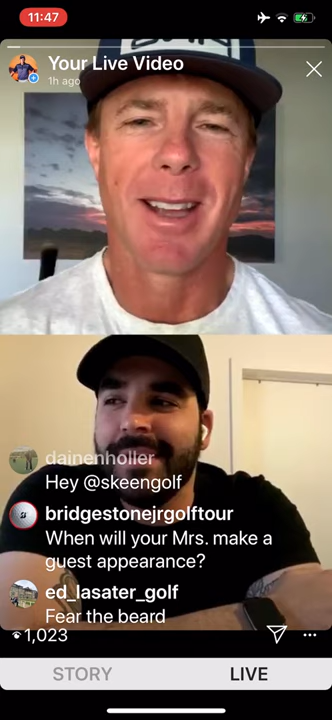 11:47
Your Live Video
1h ago
dainenholler
Hey @skeengolf
bridgestonejrgolftour
When will your Mrs. make a
guest appearance?
ed_lasater_golf
Fear the beard
1,023
STORY
LIVE